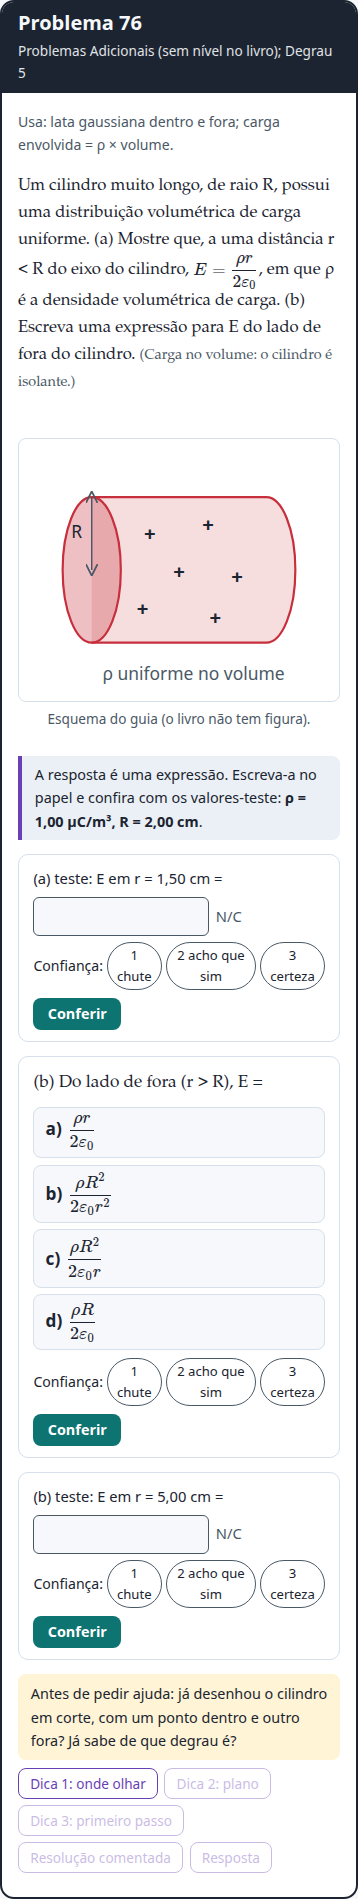 Problema 76
Problemas Adicionais (sem nível no livro); Degrau
5
Usa: lata gaussiana dentro e fora; carga
envolvida = ρ × volume.
Um cilindro muito longo, de raio R, possui
uma distribuição volumétrica de carga
uniforme. (a) Mostre que, a uma distância r
< R do eixo do cilindro, E = ρr/2ε₀, em que ρ
é a densidade volumétrica de carga. (b)
Escreva uma expressão para E do lado de
fora do cilindro. (Carga no volume: o cilindro é
isolante.)
R
+ +
+ +
+ +
ρ uniforme no volume
Esquema do guia (o livro não tem figura).
A resposta é uma expressão. Escreva-a no
papel e confira com os valores-teste: ρ =
1,00 μC/m³, R = 2,00 cm.
(a) teste: E em r = 1,50 cm =
N/C
Confiança: 1 chute 2 acho que sim 3 certeza
Conferir
(b) Do lado de fora (r > R), E =
a) ρr/2ε₀
b) ρR²/2ε₀r²
c) ρR²/2ε₀r
d) ρR/2ε₀
Confiança: 1 chute 2 acho que sim 3 certeza
Conferir
(b) teste: E em r = 5,00 cm =
N/C
Confiança: 1 chute 2 acho que sim 3 certeza
Conferir
Antes de pedir ajuda: já desenhou o cilindro
em corte, com um ponto dentro e outro
fora? Já sabe de que degrau é?
Dica 1: onde olhar Dica 2: plano
Dica 3: primeiro passo
Resolução comentada Resposta